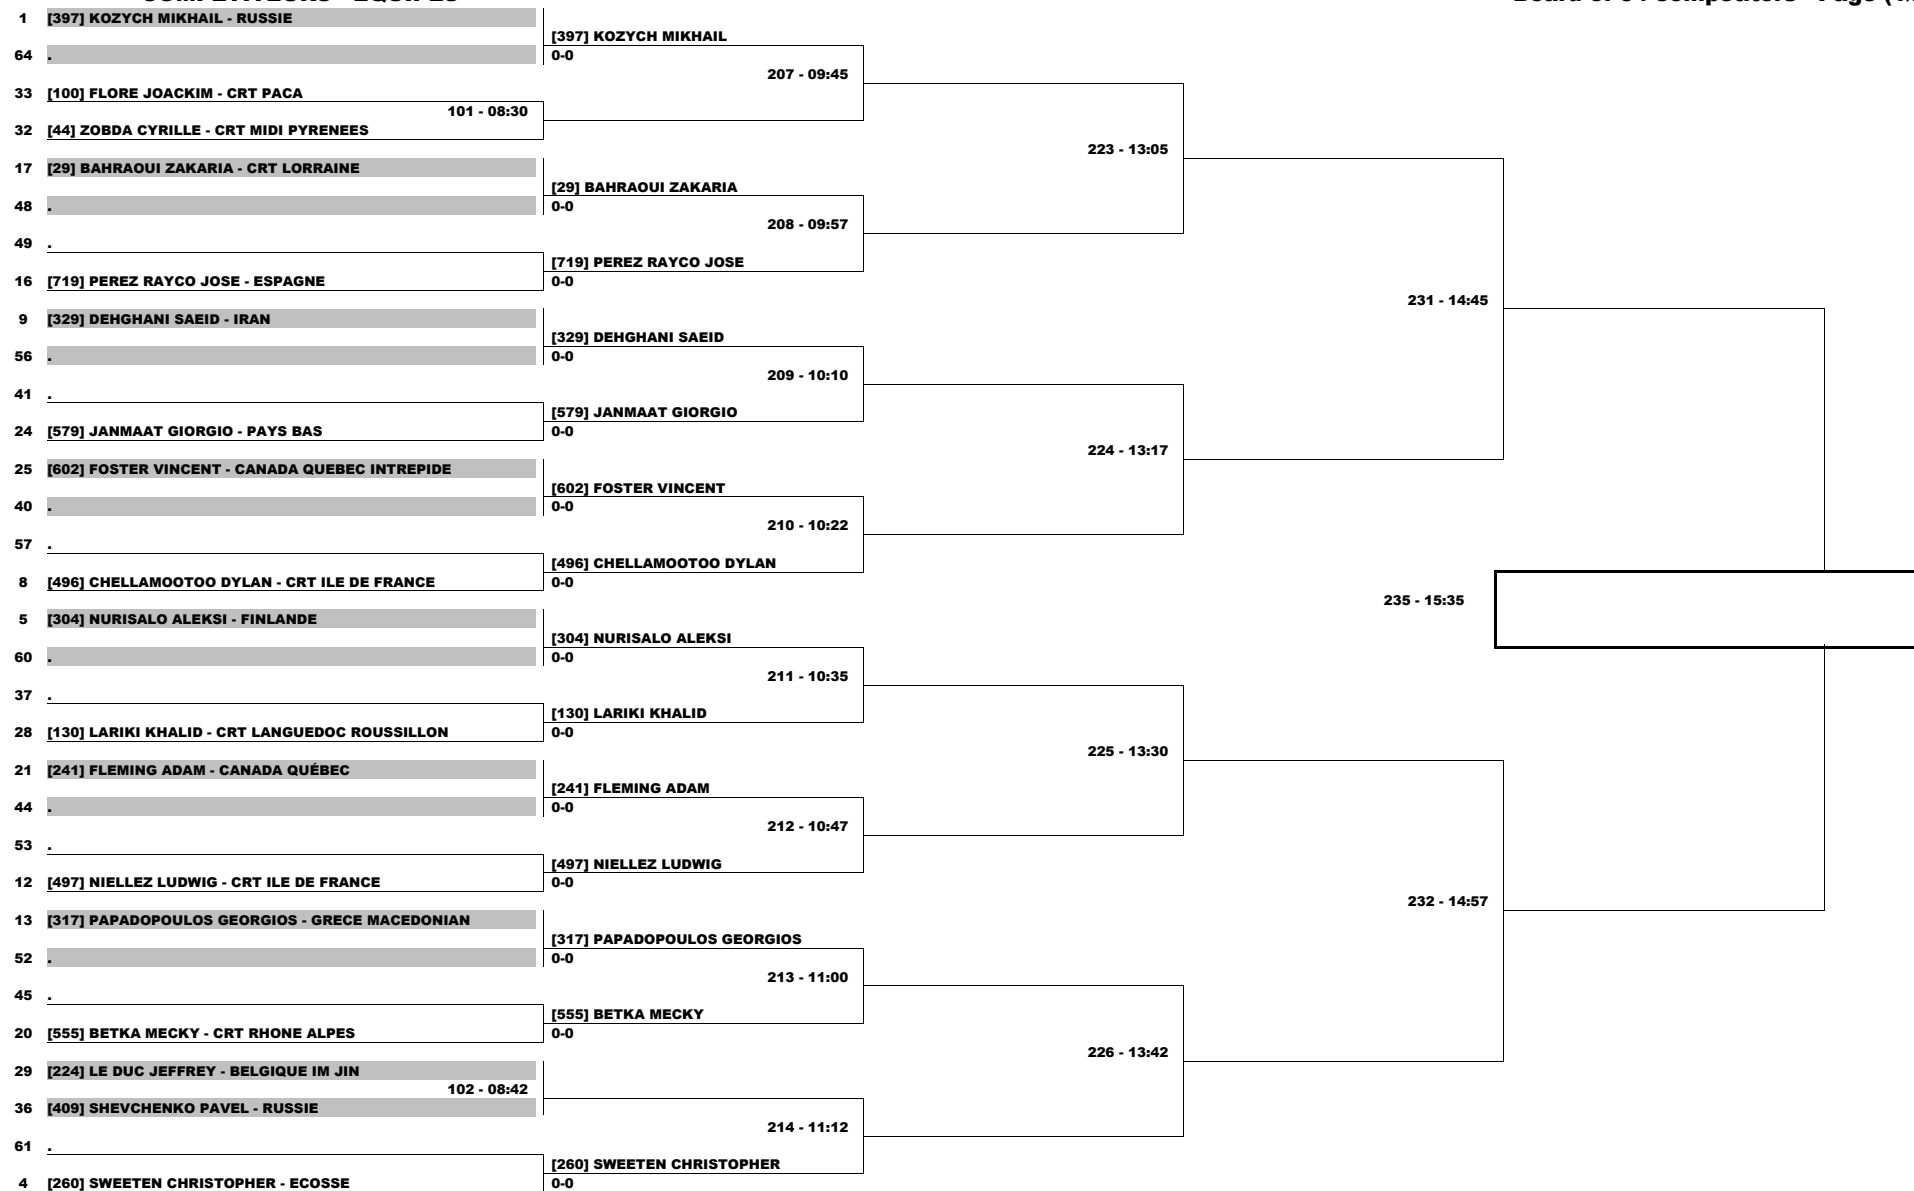 1 [397] KOZYCH MIKHAIL - RUSSIE
[397] KOZYCH MIKHAIL
64 .
0-0
207 - 09:45
33 [100] FLORE JOACKIM - CRT PACA
101 - 08:30
32 [44] ZOBDA CYRILLE - CRT MIDI PYRENEES
223 - 13:05
17 [29] BAHRAOUI ZAKARIA - CRT LORRAINE
[29] BAHRAOUI ZAKARIA
48 .
0-0
208 - 09:57
49 .
[719] PEREZ RAYCO JOSE
16 [719] PEREZ RAYCO JOSE - ESPAGNE
0-0
231 - 14:45
9 [329] DEHGHANI SAEID - IRAN
[329] DEHGHANI SAEID
56 .
0-0
209 - 10:10
41 .
[579] JANMAAT GIORGIO
24 [579] JANMAAT GIORGIO - PAYS BAS
0-0
224 - 13:17
25 [602] FOSTER VINCENT - CANADA QUEBEC INTREPIDE
[602] FOSTER VINCENT
40 .
0-0
210 - 10:22
57 .
[496] CHELLAMOOTOO DYLAN
8 [496] CHELLAMOOTOO DYLAN - CRT ILE DE FRANCE
0-0
235 - 15:35
5 [304] NURISALO ALEKSI - FINLANDE
[304] NURISALO ALEKSI
60 .
0-0
211 - 10:35
37 .
[130] LARIKI KHALID
28 [130] LARIKI KHALID - CRT LANGUEDOC ROUSSILLON
0-0
225 - 13:30
21 [241] FLEMING ADAM - CANADA QUÉBEC
[241] FLEMING ADAM
44 .
0-0
212 - 10:47
53 .
[497] NIELLEZ LUDWIG
12 [497] NIELLEZ LUDWIG - CRT ILE DE FRANCE
0-0
232 - 14:57
13 [317] PAPADOPOULOS GEORGIOS - GRECE MACEDONIAN
[317] PAPADOPOULOS GEORGIOS
52 .
0-0
213 - 11:00
45 .
[555] BETKA MECKY
20 [555] BETKA MECKY - CRT RHONE ALPES
0-0
226 - 13:42
29 [224] LE DUC JEFFREY - BELGIQUE IM JIN
102 - 08:42
36 [409] SHEVCHENKO PAVEL - RUSSIE
214 - 11:12
61 .
[260] SWEETEN CHRISTOPHER
4 [260] SWEETEN CHRISTOPHER - ECOSSE
0-0